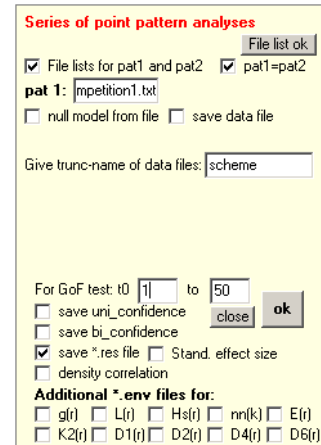 Series of point pattern analyses
File list ok
File lists for pat1 and pat2 pat1=pat2
pat 1: mpetition1.txt
null model from file save data file
Give trunc-name of data files: scheme
For GoF test: t0 1 to 50
save uni_confidence close ok
save bi_confidence
save *.res file Stand. effect size
density correlation
Additional *.env files for:
g(r) L(r) Hs(r) nn(k) E(r)
K2(r) D1(r) D2(r) D4(r) D6(r)